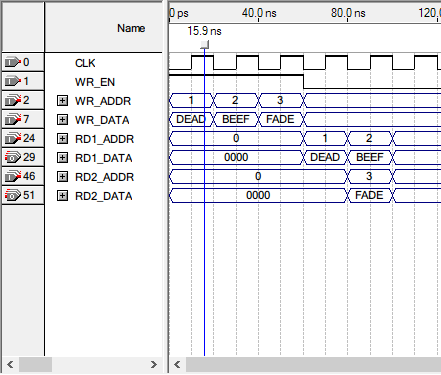 Name
0 ps 40.0 ns 80.0 ns 120.0
15.9 ns
0 CLK
1 WR_EN
2 WR_ADDR 1 2 3
7 WR_DATA DEAD BEEF FADE
24 RD1_ADDR 0 1 2
29 RD1_DATA 0000 DEAD BEEF
46 RD2_ADDR 0 3
51 RD2_DATA 0000 FADE